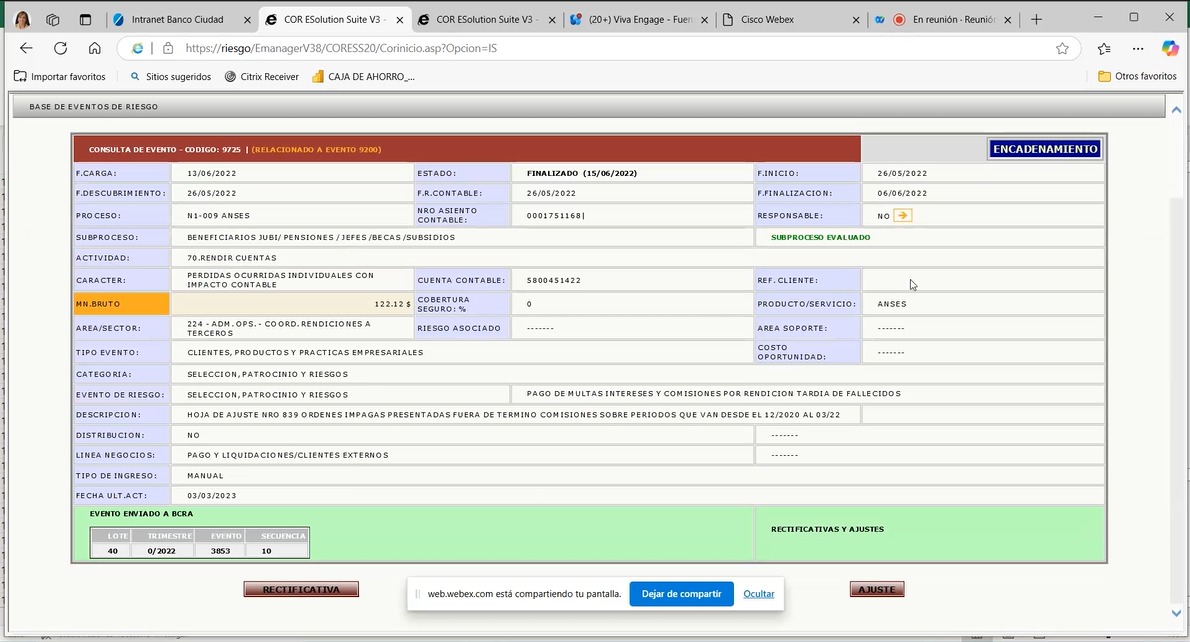 Intranet Banco Ciudad
COR ESolution Suite V3 -
COR ESolution Suite V3 -
(20+) Viva Engage - Fuen
Cisco Webex
En reunión · Reunión
https://riesgo/EmanagerV38/CORESS20/Corinicio.asp?Opcion=IS
Importar favoritos
Sitios sugeridos
Citrix Receiver
CAJA DE AHORRO_...
Otros favoritos
BASE DE EVENTOS DE RIESGO
CONSULTA DE EVENTO - CODIGO: 9725 | (RELACIONADO A EVENTO 9200)
ENCADENAMIENTO
F.CARGA: 13/06/2022 ESTADO: FINALIZADO (15/06/2022) F.INICIO: 26/05/2022
F.DESCUBRIMIENTO: 26/05/2022 F.R.CONTABLE: 26/05/2022 F.FINALIZACION: 06/06/2022
PROCESO: N1-009 ANSES NRO ASIENTO CONTABLE: 0001751168| RESPONSABLE: NO
SUBPROCESO: BENEFICIARIOS JUBI/ PENSIONES / JEFES /BECAS /SUBSIDIOS SUBPROCESO EVALUADO
ACTIVIDAD: 70.RENDIR CUENTAS
CARACTER: PERDIDAS OCURRIDAS INDIVIDUALES CON IMPACTO CONTABLE CUENTA CONTABLE: 5800451422 REF.CLIENTE:
MN.BRUTO 122.12 $ COBERTURA SEGURO: % 0 PRODUCTO/SERVICIO: ANSES
AREA/SECTOR: 224 - ADM. OPS. - COORD.RENDICIONES A TERCEROS RIESGO ASOCIADO ------- AREA SOPORTE: -------
TIPO EVENTO: CLIENTES, PRODUCTOS Y PRACTICAS EMPRESARIALES COSTO OPORTUNIDAD: -------
CATEGORIA: SELECCION, PATROCINIO Y RIESGOS
EVENTO DE RIESGO: SELECCION, PATROCINIO Y RIESGOS PAGO DE MULTAS INTERESES Y COMISIONES POR RENDICION TARDIA DE FALLECIDOS
DESCRIPCION: HOJA DE AJUSTE NRO 839 ORDENES IMPAGAS PRESENTADAS FUERA DE TERMINO COMISIONES SOBRE PERIODOS QUE VAN DESDE EL 12/2020 AL 03/22
DISTRIBUCION: NO -------
LINEA NEGOCIOS: PAGO Y LIQUIDACIONES/CLIENTES EXTERNOS -------
TIPO DE INGRESO: MANUAL
FECHA ULT.ACT: 03/03/2023
EVENTO ENVIADO A BCRA
RECTIFICATIVAS Y AJUSTES
LOTE TRIMESTRE EVENTO SECUENCIA
40 0/2022 3853 10
RECTIFICATIVA
web.webex.com está compartiendo tu pantalla.
Dejar de compartir
Ocultar
AJUSTE